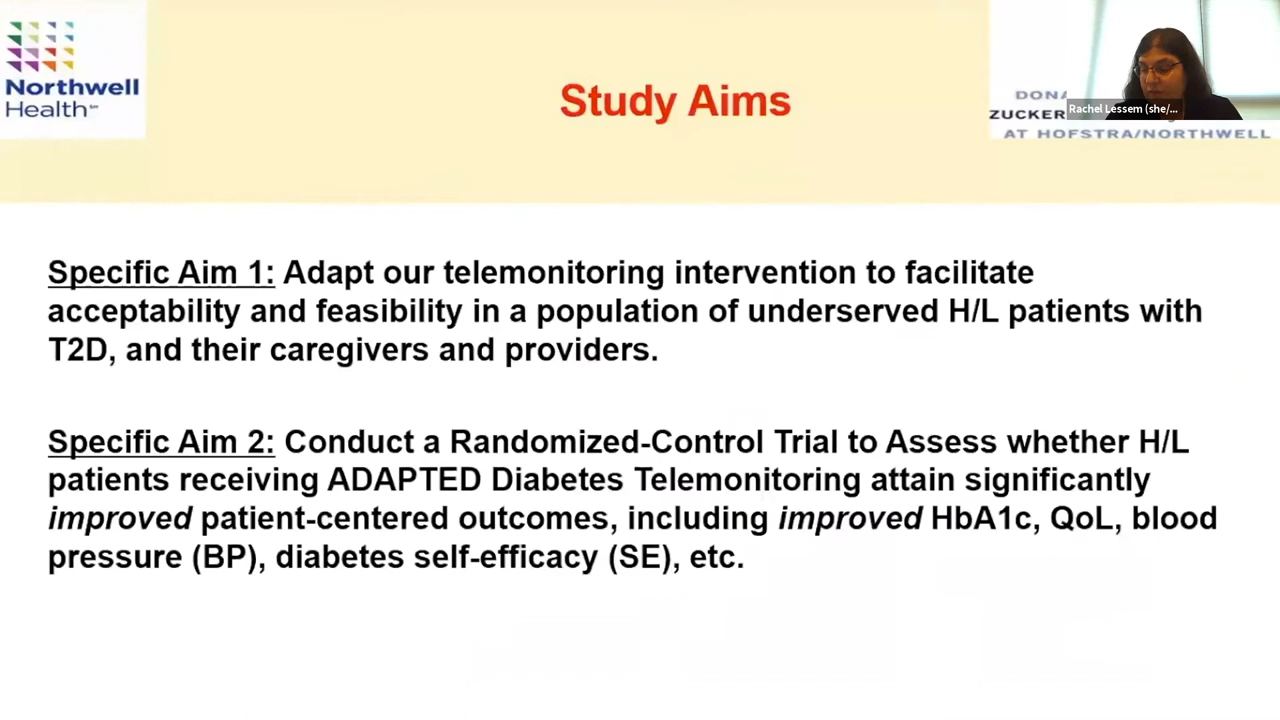 Northwell
Health℠
Study Aims
DONA
ZUCKER
AT HOFSTRA/NORTHWELL
Rachel Lessem (she/...
Specific Aim 1: Adapt our telemonitoring intervention to facilitate
acceptability and feasibility in a population of underserved H/L patients with
T2D, and their caregivers and providers.
Specific Aim 2: Conduct a Randomized-Control Trial to Assess whether H/L
patients receiving ADAPTED Diabetes Telemonitoring attain significantly
improved patient-centered outcomes, including improved HbA1c, QoL, blood
pressure (BP), diabetes self-efficacy (SE), etc.